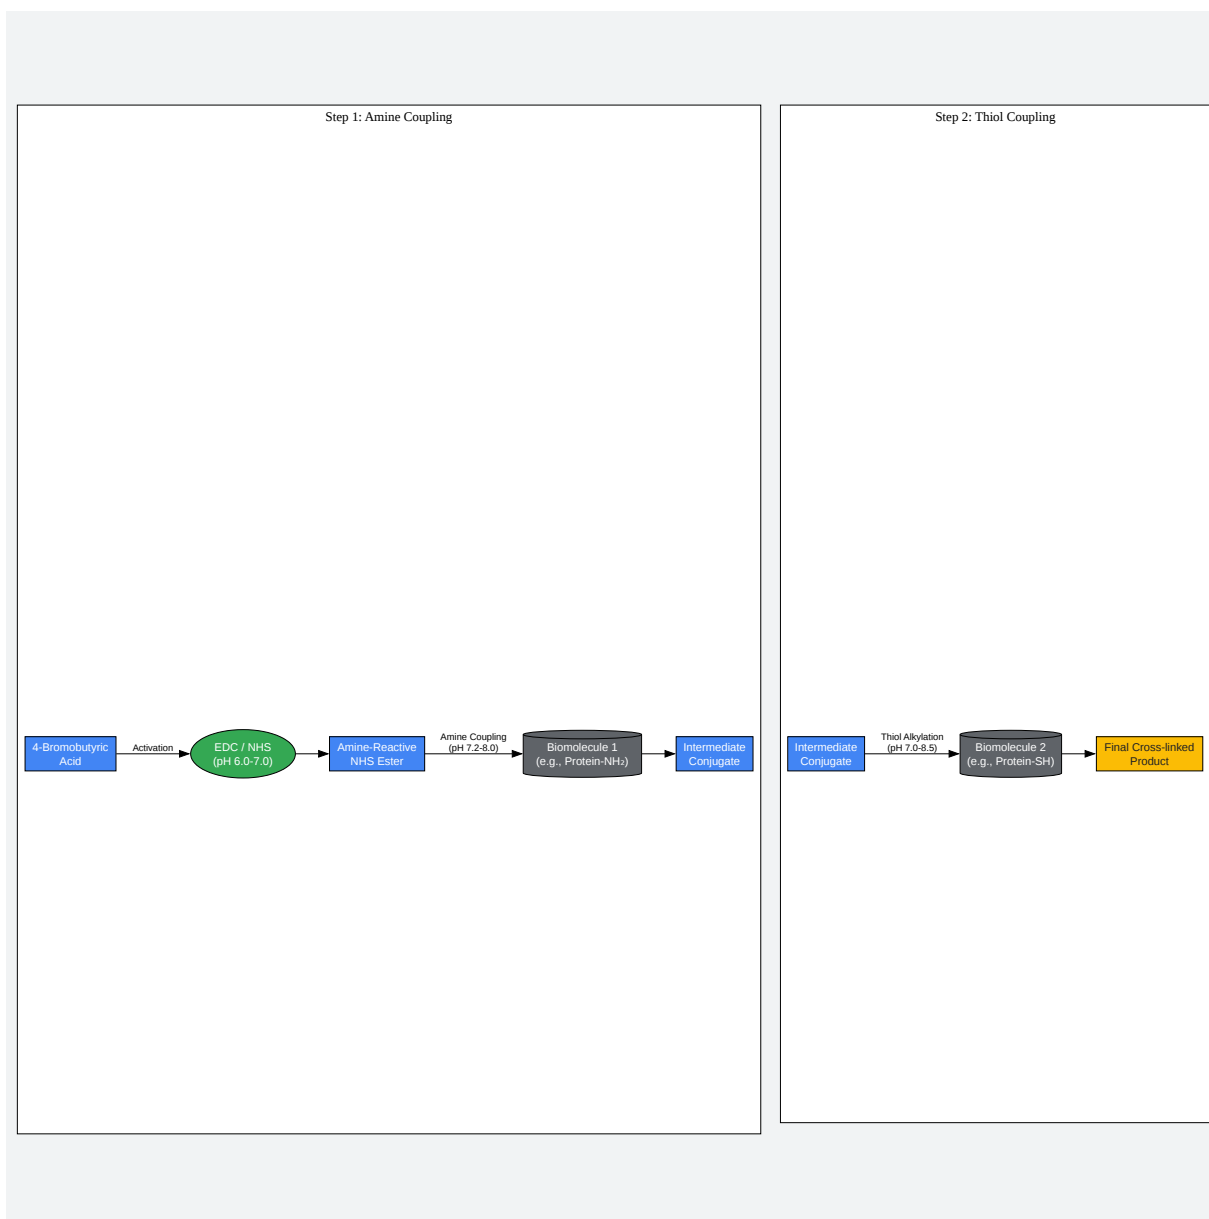 Step 1: Amine Coupling
4-Bromobutyric
Acid
Activation
EDC / NHS
(pH 6.0-7.0)
Amine-Reactive
NHS Ester
Amine Coupling
(pH 7.2-8.0)
Biomolecule 1
(e.g., Protein-NH₂)
Intermediate
Conjugate
Step 2: Thiol Coupling
Intermediate
Conjugate
Thiol Alkylation
(pH 7.0-8.5)
Biomolecule 2
(e.g., Protein-SH)
Final Cross-linked
Product